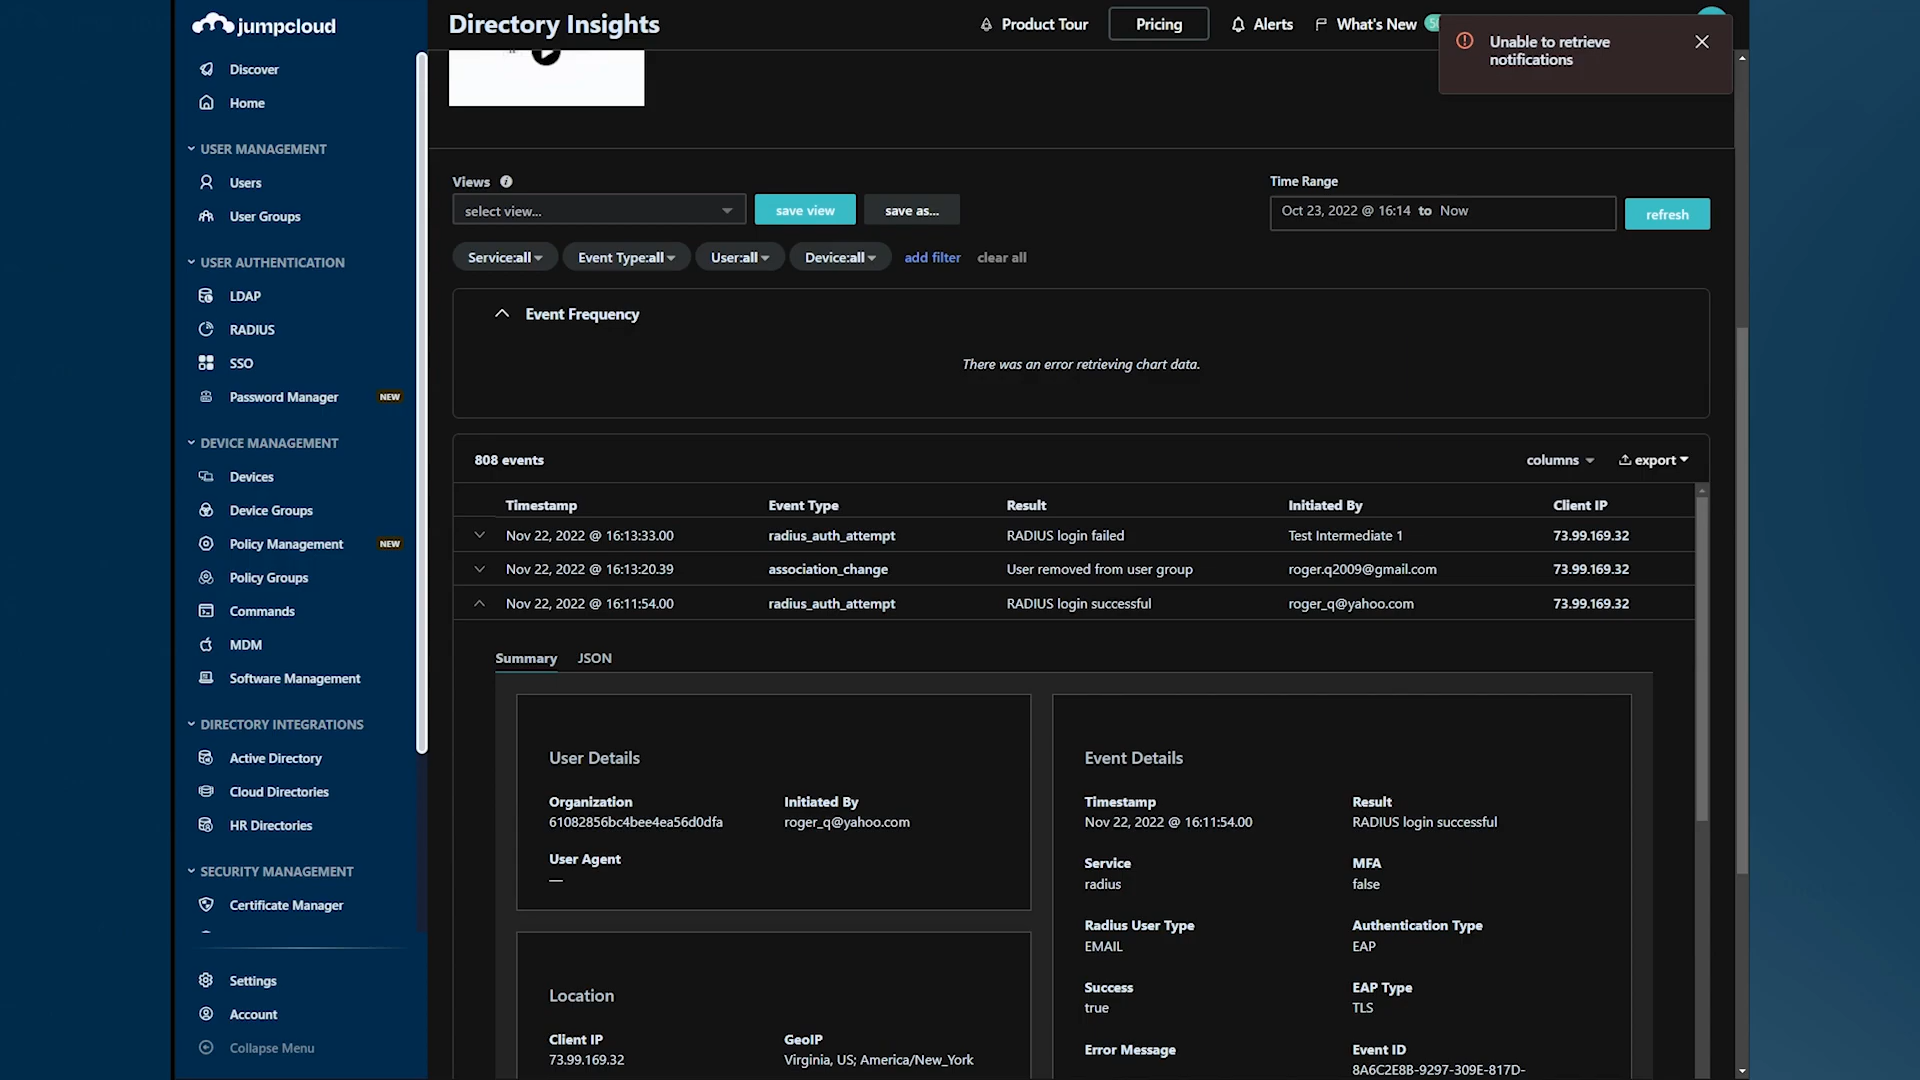 jumpcloud
Directory Insights
Product Tour
Pricing
Alerts
What's New
Unable to retrieve
notifications
Discover
Home
USER MANAGEMENT
Users
User Groups
USER AUTHENTICATION
LDAP
RADIUS
SSO
Password Manager NEW
DEVICE MANAGEMENT
Devices
Device Groups
Policy Management NEW
Policy Groups
Commands
MDM
Software Management
DIRECTORY INTEGRATIONS
Active Directory
Cloud Directories
HR Directories
SECURITY MANAGEMENT
Certificate Manager
Settings
Account
Collapse Menu
Views
select view...
save view
save as...
Time Range
Oct 23, 2022 @ 16:14 to Now
refresh
Service:all
Event Type:all
User:all
Device:all
add filter
clear all
Event Frequency
There was an error retrieving chart data.
808 events
columns
export
Timestamp Event Type Result Initiated By Client IP
Nov 22, 2022 @ 16:13:33.00 radius_auth_attempt RADIUS login failed Test Intermediate 1 73.99.169.32
Nov 22, 2022 @ 16:13:20.39 association_change User removed from user group roger.q2009@gmail.com 73.99.169.32
Nov 22, 2022 @ 16:11:54.00 radius_auth_attempt RADIUS login successful roger_q@yahoo.com 73.99.169.32
Summary JSON
User Details
Organization Initiated By
61082856bc4bee4ea56d0dfa roger_q@yahoo.com
User Agent
—
Location
Client IP GeoIP
73.99.169.32 Virginia, US; America/New_York
Event Details
Timestamp Result
Nov 22, 2022 @ 16:11:54.00 RADIUS login successful
Service MFA
radius false
Radius User Type Authentication Type
EMAIL EAP
Success EAP Type
true TLS
Error Message Event ID
8A6C2E8B-9297-309E-817D-